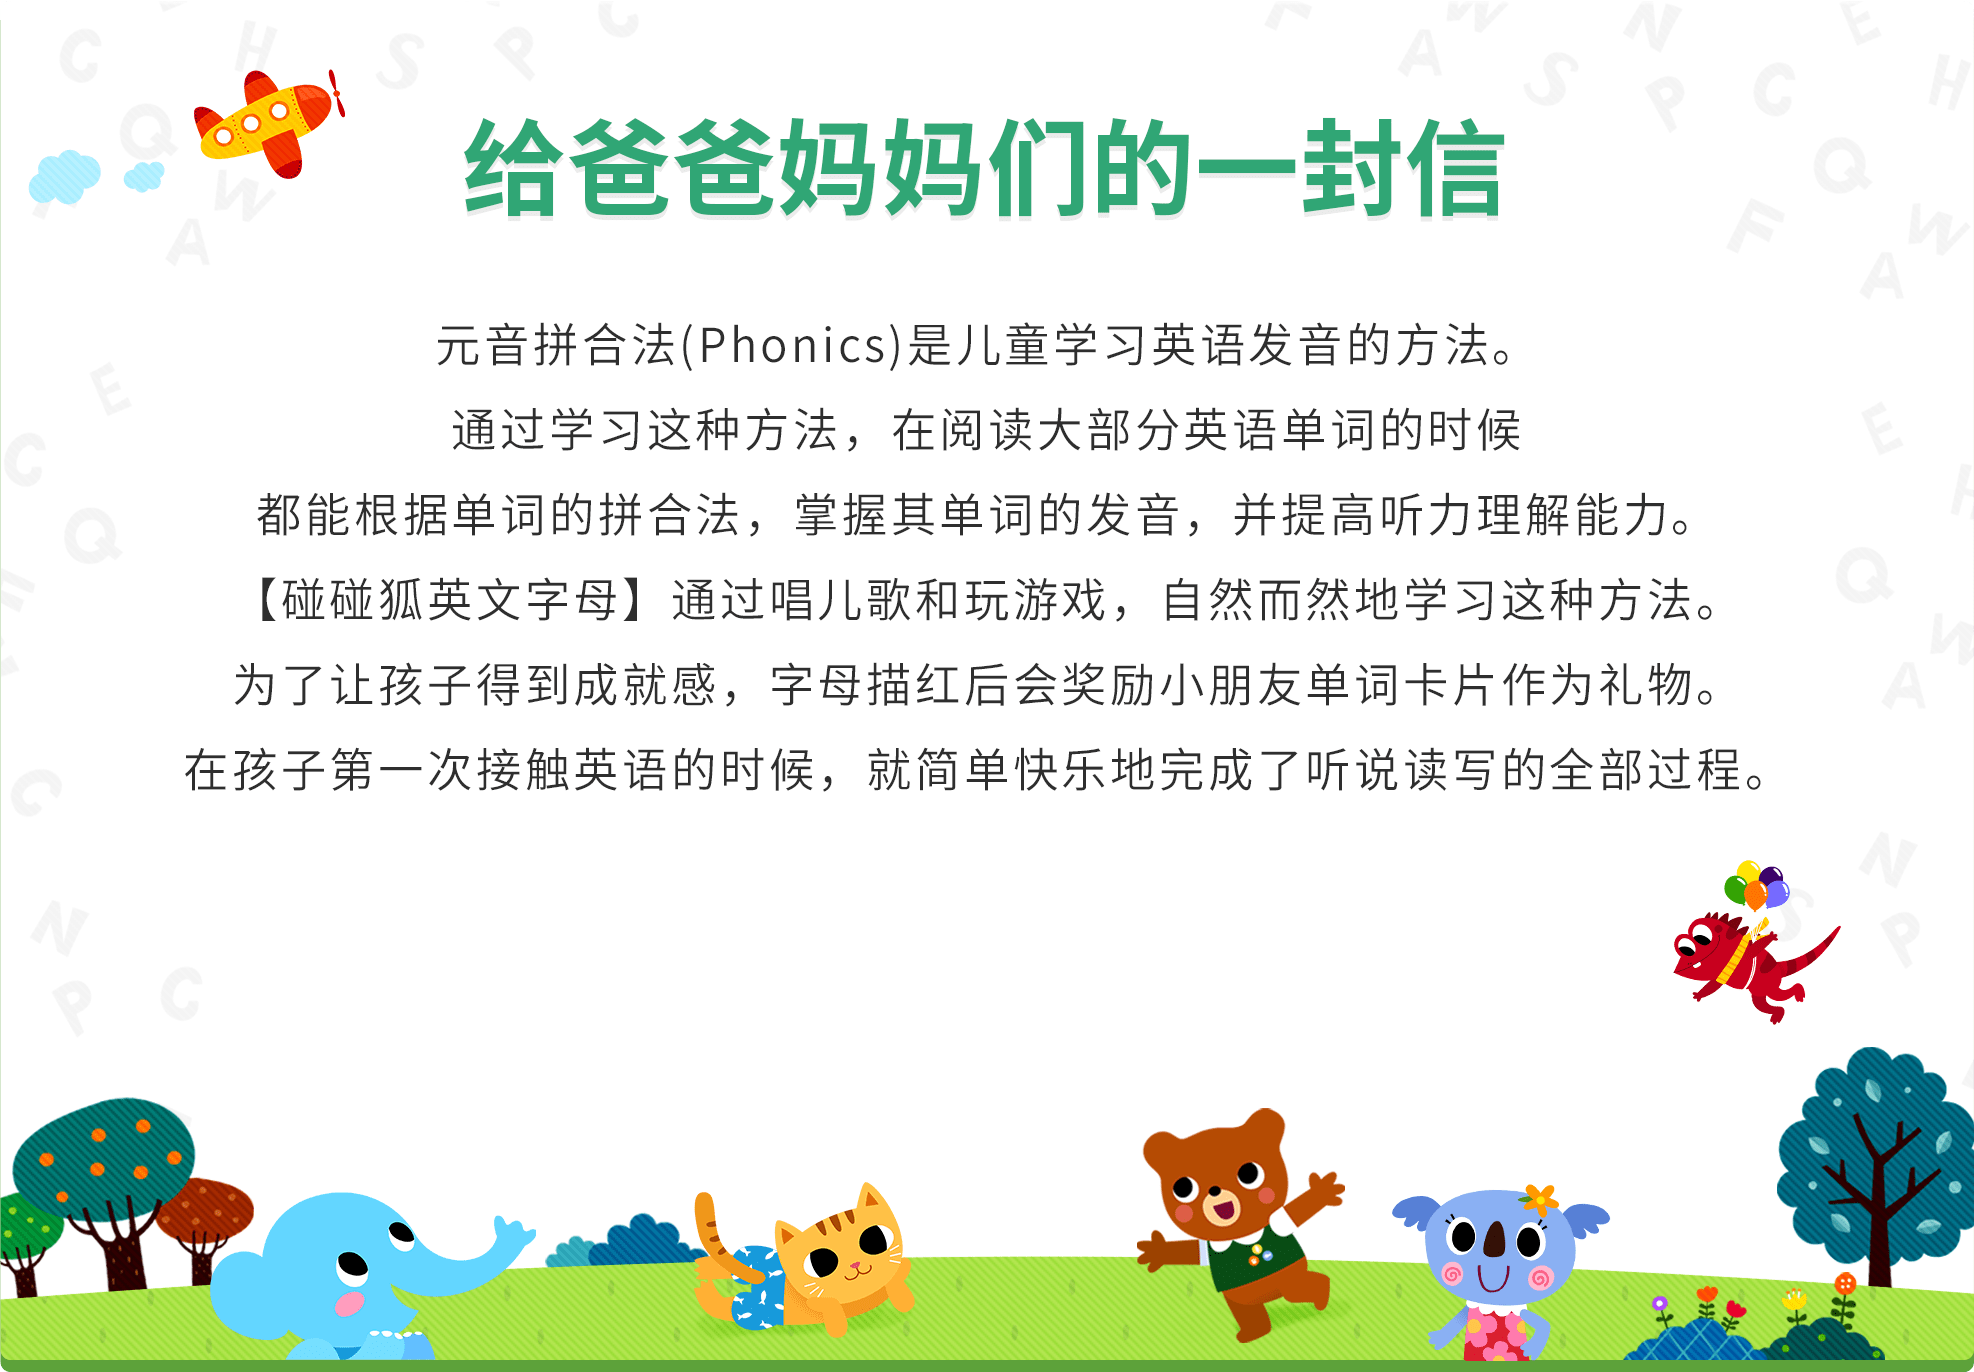 给爸爸妈妈们的一封信
元音拼合法(Phonics)是儿童学习英语发音的方法。
通过学习这种方法，在阅读大部分英语单词的时候
都能根据单词的拼合法，掌握其单词的发音，并提高听力理解能力。
【碰碰狐英文字母】通过唱儿歌和玩游戏，自然而然地学习这种方法。
为了让孩子得到成就感，字母描红后会奖励小朋友单词卡片作为礼物。
在孩子第一次接触英语的时候，就简单快乐地完成了听说读写的全部过程。